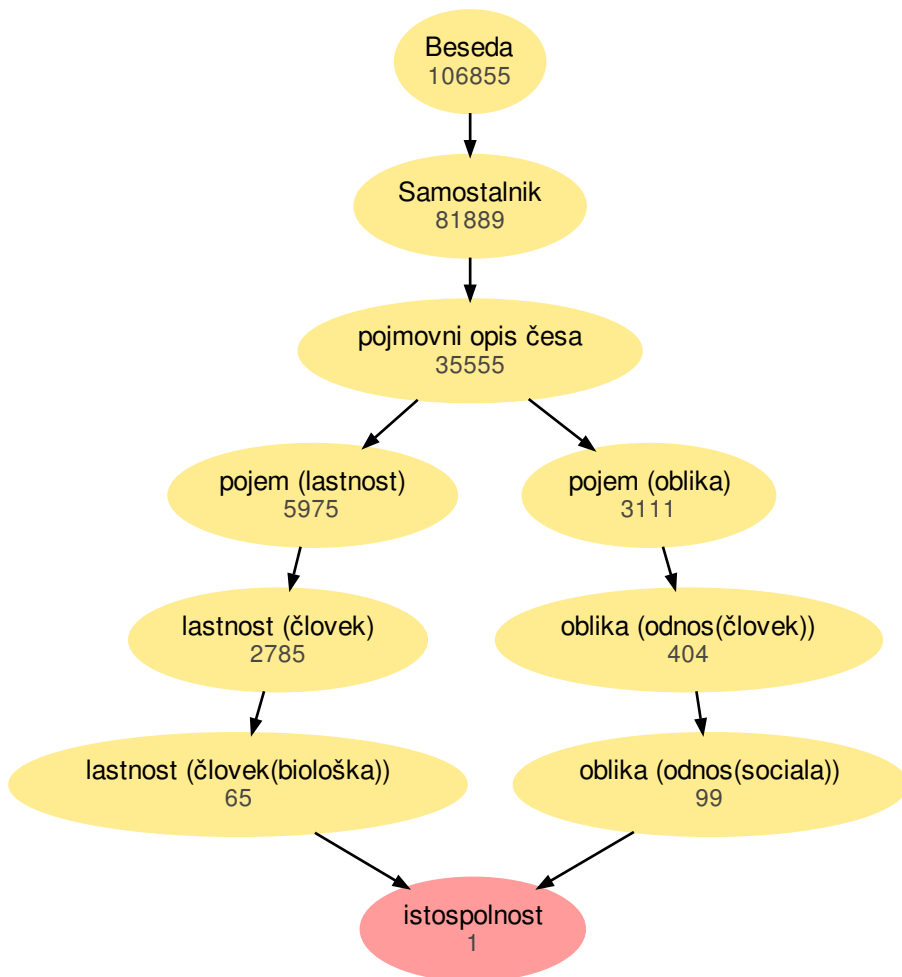 Beseda
106855
Samostalnik
81889
pojmovni opis česa
35555
pojem (lastnost)
5975
pojem (oblika)
3111
lastnost (človek)
2785
oblika (odnos(človek))
404
lastnost (človek(biološka))
65
oblika (odnos(sociala))
99
istospolnost
1